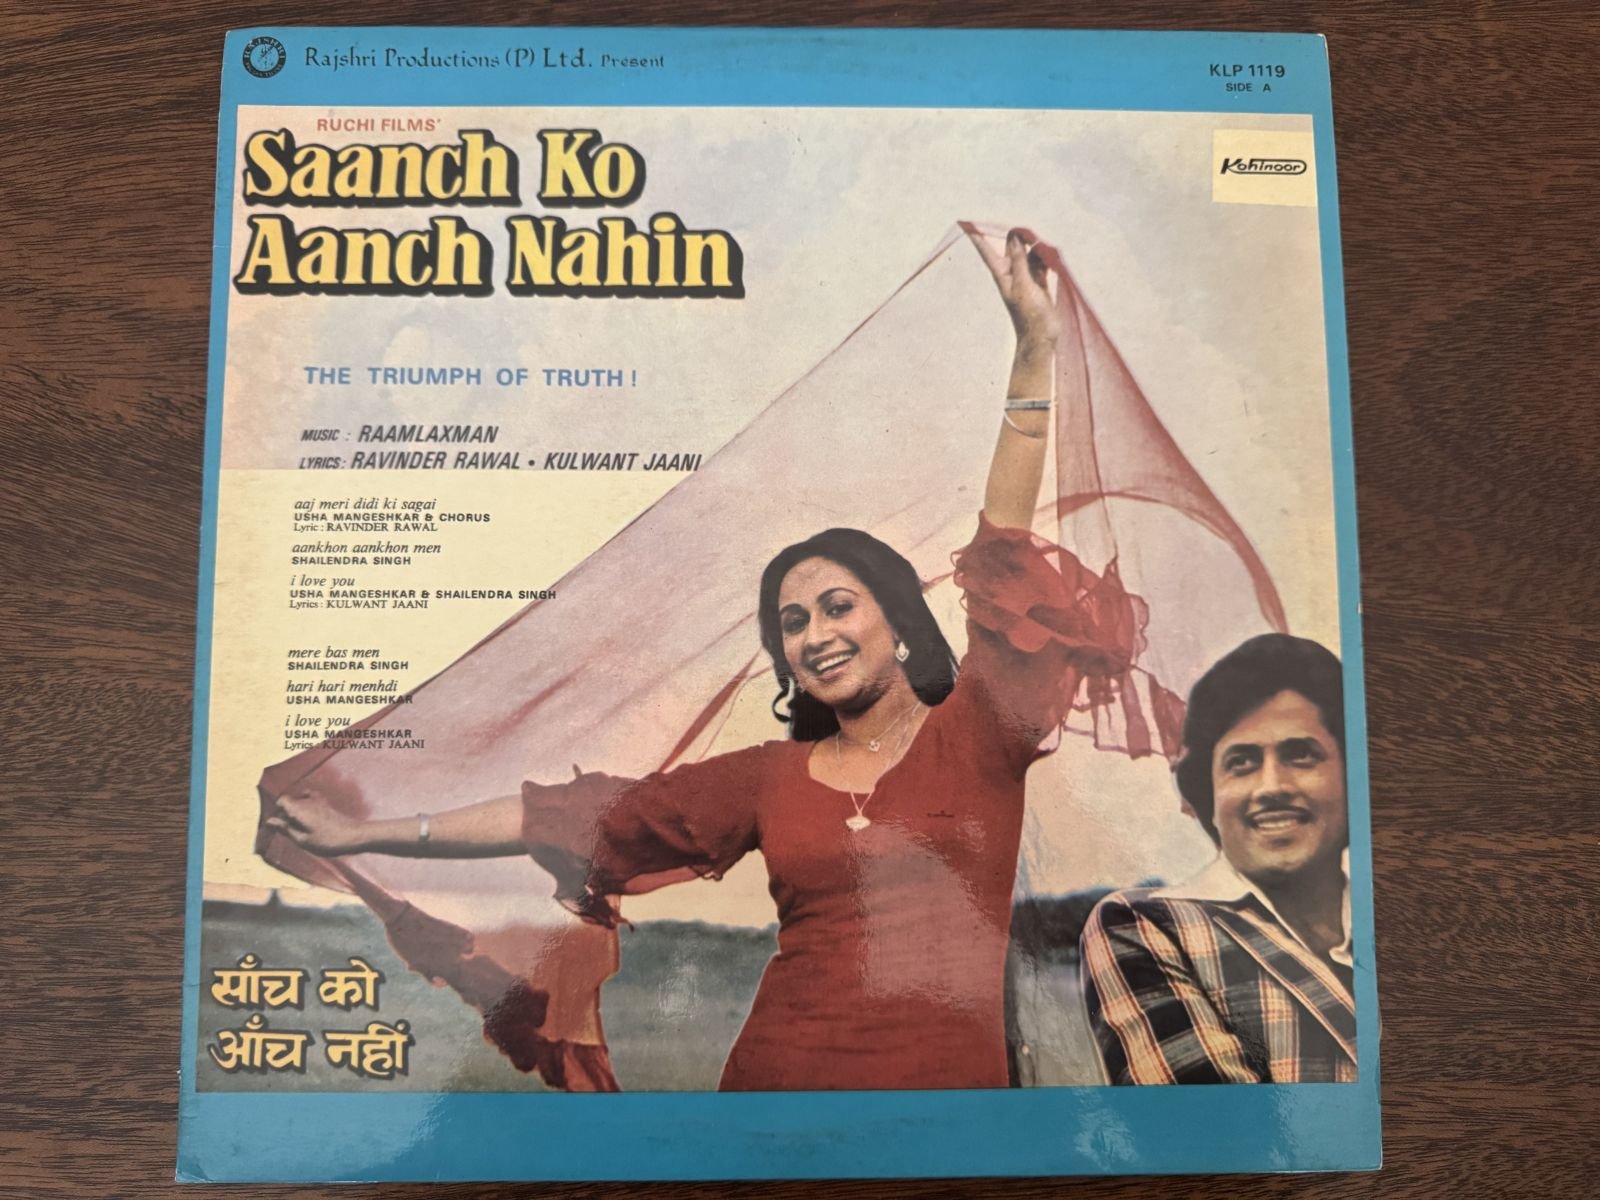 RAJSHRI PRODUCTIONS
Rajshri Productions (P) Ltd. Present
KLP 1119
SIDE A
RUCHI FILMS'
Saanch Ko
Aanch Nahin
Kohinoor
THE TRIUMPH OF TRUTH!
MUSIC : RAAMLAXMAN
LYRICS: RAVINDER RAWAL • KULWANT JAANI
aaj meri didi ki sagai
USHA MANGESHKAR & CHORUS
Lyric : RAVINDER RAWAL
aankhon aankhon men
SHAILENDRA SINGH
i love you
USHA MANGESHKAR & SHAILENDRA SINGH
Lyrics : KULWANT JAANI
mere bas men
SHAILENDRA SINGH
hari hari menhdi
USHA MANGESHKAR
i love you
USHA MANGESHKAR
Lyrics : KULWANT JAANI
साँच को
आँच नहीं